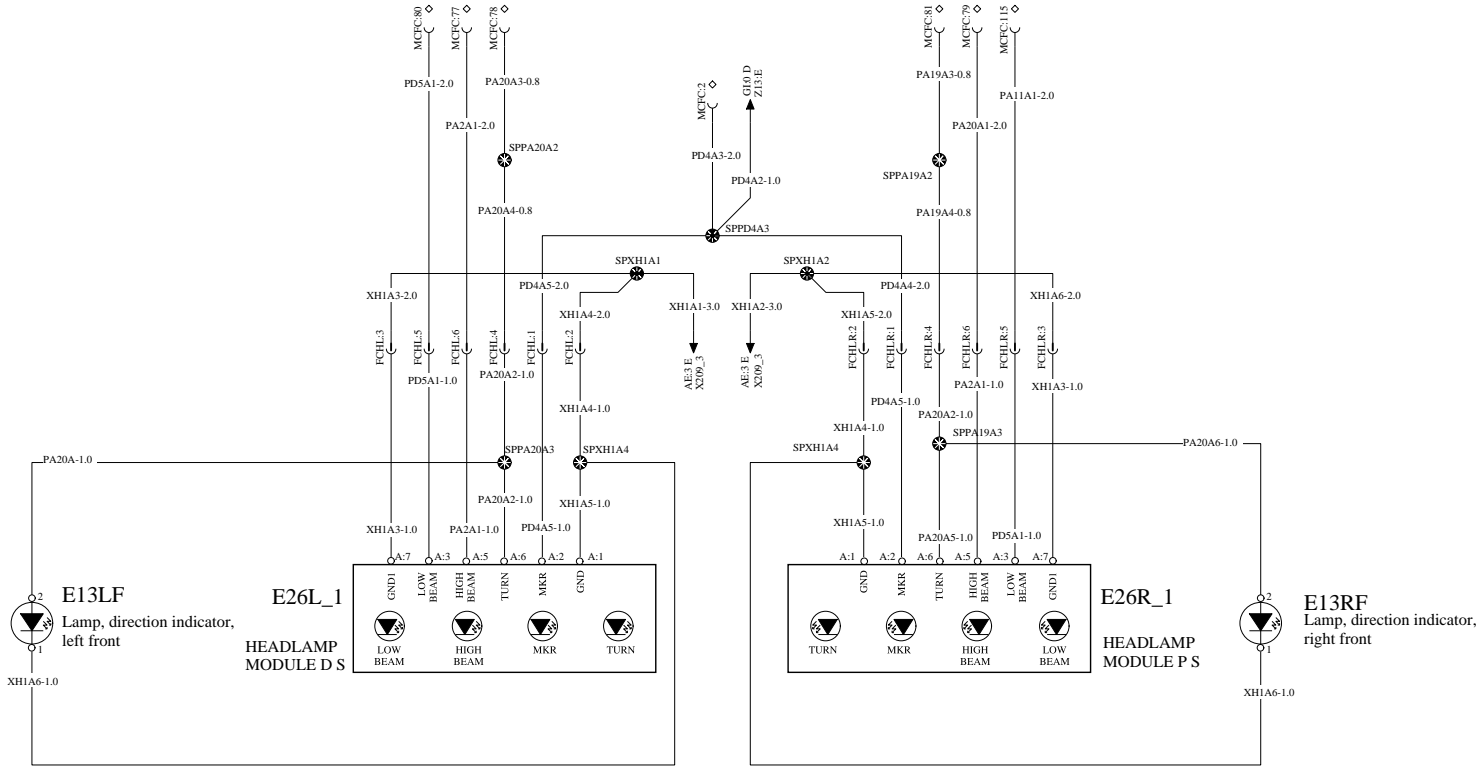 MCFC:80
MCFC:77
MCFC:78
MCFC:81
MCFC:79
MCFC:115
PD5A1-2.0
PA20A3-0.8
MCFC:2
GI:0 D
Z13:E
PA19A3-0.8
PA11A1-2.0
PA2A1-2.0
PA20A1-2.0
SPPA20A2
PD4A3-2.0
SPPA19A2
PD4A2-1.0
PA20A4-0.8
PA19A4-0.8
SPPD4A3
SPXH1A1
SPXH1A2
XH1A3-2.0
PD4A5-2.0
PD4A4-2.0
XH1A6-2.0
XH1A4-2.0
XH1A1-3.0
XH1A2-3.0
XH1A5-2.0
FCHL:3
FCHL:5
FCHL:6
FCHL:4
FCHL:1
FCHL:2
FCHLR:2
FCHLR:1
FCHLR:4
FCHLR:6
FCHLR:5
FCHLR:3
AE:3 E
X209_3
AE:3 E
X209_3
PD5A1-1.0
PA20A2-1.0
PA2A1-1.0
XH1A3-1.0
XH1A4-1.0
PD4A5-1.0
PA20A2-1.0
XH1A4-1.0
SPPA19A3
PA20A6-1.0
SPPA20A3
SPXH1A4
SPXH1A4
PA20A-1.0
PA20A2-1.0
XH1A5-1.0
XH1A3-1.0
PA2A1-1.0
PD4A5-1.0
XH1A5-1.0
PA20A5-1.0
PD5A1-1.0
A:7
A:3
A:5
A:6
A:2
A:1
A:1
A:2
A:6
A:5
A:3
A:7
GND1
LOW
BEAM
HIGH
BEAM
TURN
MKR
GND
GND
MKR
TURN
HIGH
BEAM
LOW
BEAM
GND1
2
E13LF
Lamp, direction indicator,
left front
1
E26L_1
HEADLAMP
MODULE D S
LOW
BEAM
HIGH
BEAM
MKR
TURN
TURN
MKR
HIGH
BEAM
LOW
BEAM
E26R_1
HEADLAMP
MODULE P S
2
E13RF
Lamp, direction indicator,
right front
1
XH1A6-1.0
XH1A6-1.0